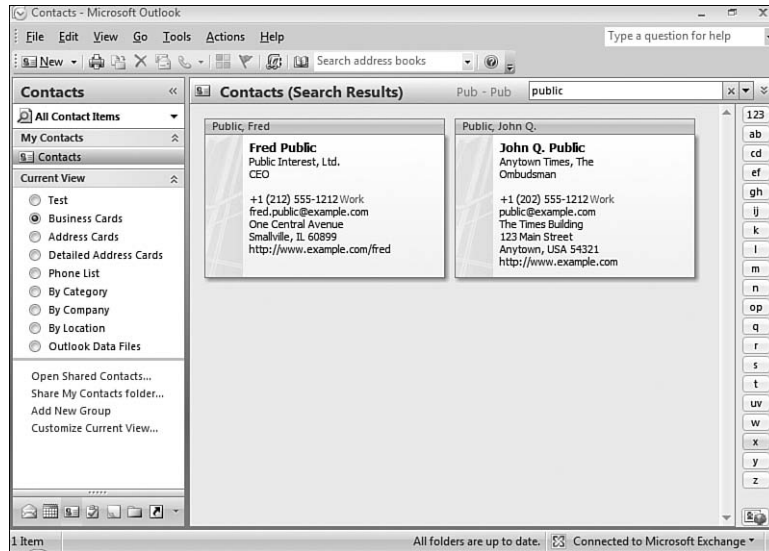 Contacts - Microsoft Outlook
File Edit View Go Tools Actions Help
Type a question for help
New
Search address books
Contacts
Contacts (Search Results)
Pub - Pub
public
All Contact Items
My Contacts
Contacts
Current View
Test
Business Cards
Address Cards
Detailed Address Cards
Phone List
By Category
By Company
By Location
Outlook Data Files
Open Shared Contacts...
Share My Contacts folder...
Add New Group
Customize Current View...
Public, Fred
Fred Public
Public Interest, Ltd.
CEO
+1 (212) 555-1212 Work
fred.public@example.com
One Central Avenue
Smallville, IL 60899
http://www.example.com/fred
Public, John Q.
John Q. Public
Anytown Times, The
Ombudsman
+1 (202) 555-1212 Work
public@example.com
The Times Building
123 Main Street
Anytown, USA 54321
http://www.example.com
123
ab
cd
ef
gh
ij
k
l
m
n
op
q
r
s
t
uv
w
x
y
z
1 Item
All folders are up to date.
Connected to Microsoft Exchange